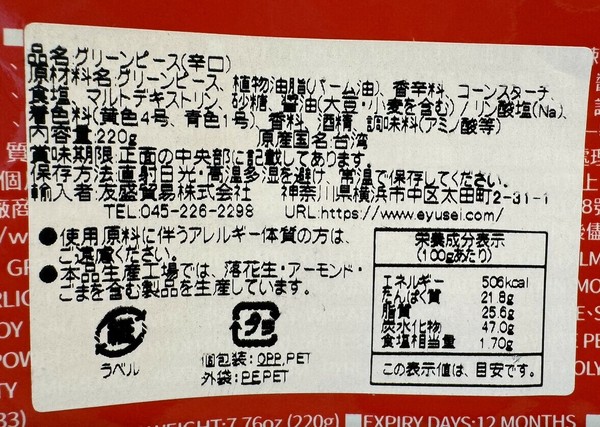 品名:グリーンピース(辛口)
原材料名:グリーンピース、植物油脂(パーム油)、香辛料、コーンスターチ、
食塩、マルトデキストリン、砂糖、醤油(大豆・小麦を含む)/リン酸塩(Na)、
着色料(黄色4号、青色1号)、香料、酒精、調味料(アミノ酸等)
内容量:220g 原産国名:台湾
賞味期限:正面の中央部に記載してあります。
保存方法:直射日光・高温多湿を避け、常温で保存してください。
輸入者:友盛貿易株式会社 神奈川県横浜市中区太田町2-31-1
TEL:045-226-2298 URL:https://www.eyusei.com/
●使用原料に伴うアレルギー体質の方は、
ご遠慮ください。
●本品生産工場では、落花生・アーモンド・
ごまを含む製品を生産しています。
栄養成分表示
(100gあたり)
エネルギー 506kcal
たんぱく質 21.8g
脂質 25.6g
炭水化物 47.0g
食塩相当量 1.70g
この表示値は、目安です。
紙
ラベル
プラ
個包装:OPP,PET
外袋:PE,PET
WEIGHT:7.76oz (220g) ■EXPIRY DAYS:12 MONTHS